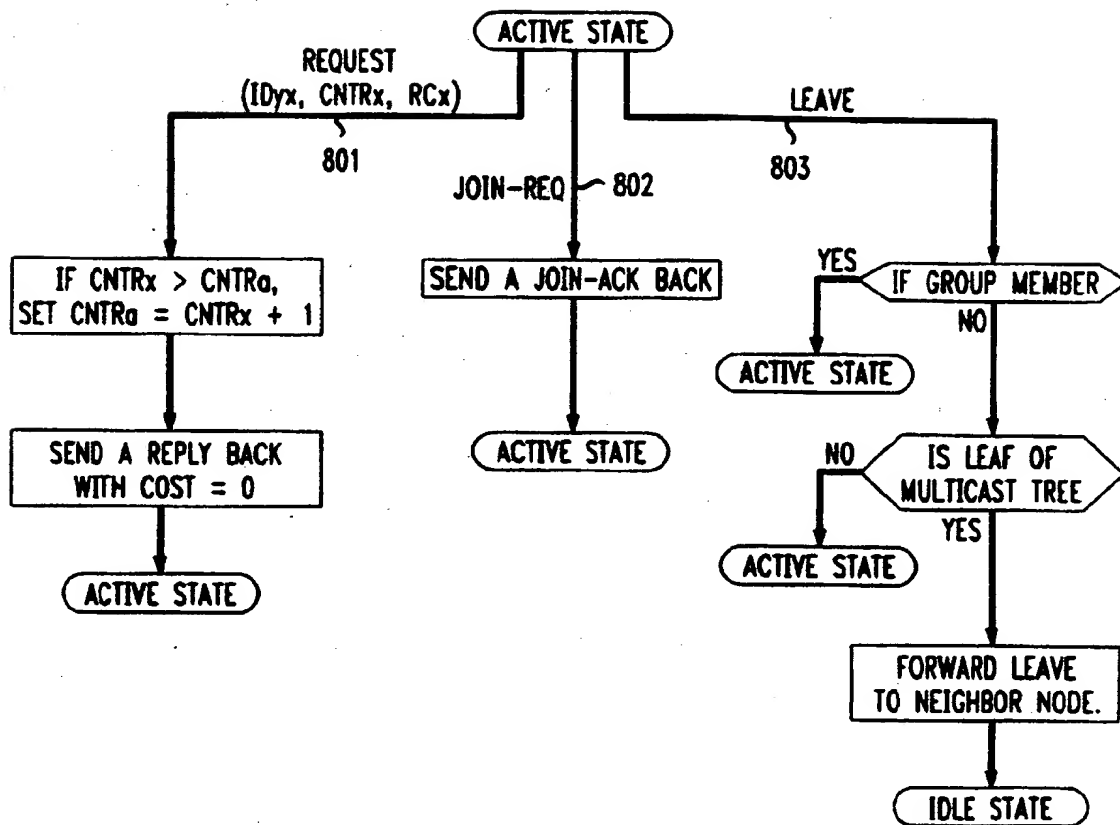 ACTIVE STATE
REQUEST
(IDyx, CNTRx, RCx)
801
JOIN-REQ
802
LEAVE
803
IF CNTRx > CNTRa,
SET CNTRa = CNTRx + 1
SEND A REPLY BACK
WITH COST = 0
ACTIVE STATE
SEND A JOIN-ACK BACK
ACTIVE STATE
IF GROUP MEMBER
YES
NO
ACTIVE STATE
IS LEAF OF
MULTICAST TREE
NO
YES
ACTIVE STATE
FORWARD LEAVE
TO NEIGHBOR NODE.
IDLE STATE